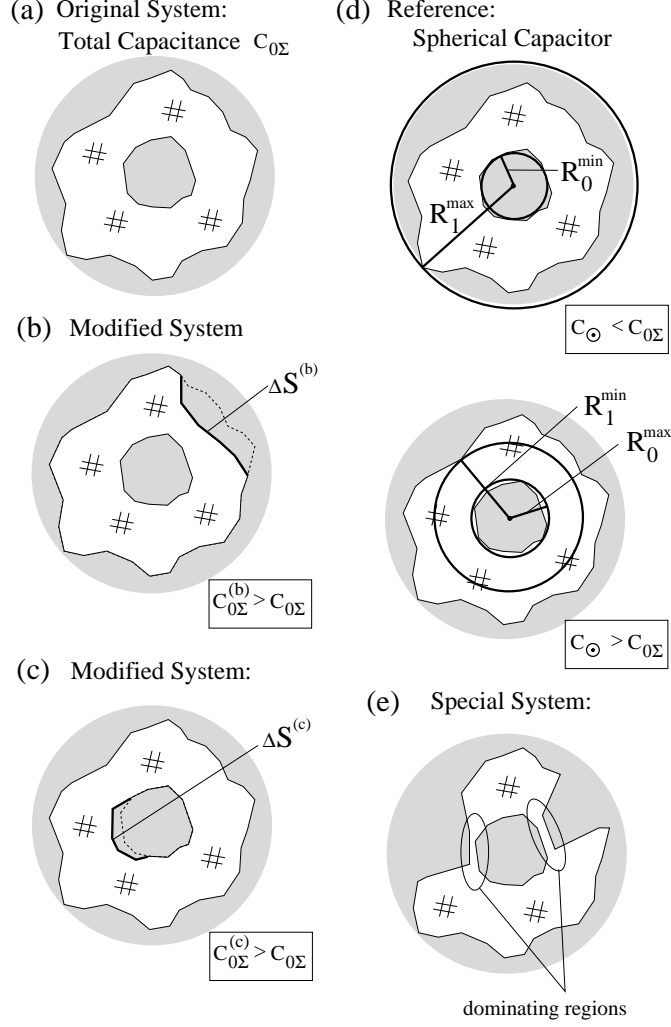 (a) Original System:
Total Capacitance C₀Σ
#
#
#
#
(b) Modified System
ΔS⁽ᵇ⁾
#
#
#
#
C₀Σ⁽ᵇ⁾ > C₀Σ
(c) Modified System:
ΔS⁽ᶜ⁾
#
#
#
#
C₀Σ⁽ᶜ⁾ > C₀Σ
(d) Reference:
Spherical Capacitor
#
#
#
#
R₀ᵐⁱⁿ
R₁ᵐᵃˣ
C⊙ < C₀Σ
R₁ᵐⁱⁿ
R₀ᵐᵃˣ
#
#
#
#
C⊙ > C₀Σ
(e) Special System:
#
#
#
dominating regions